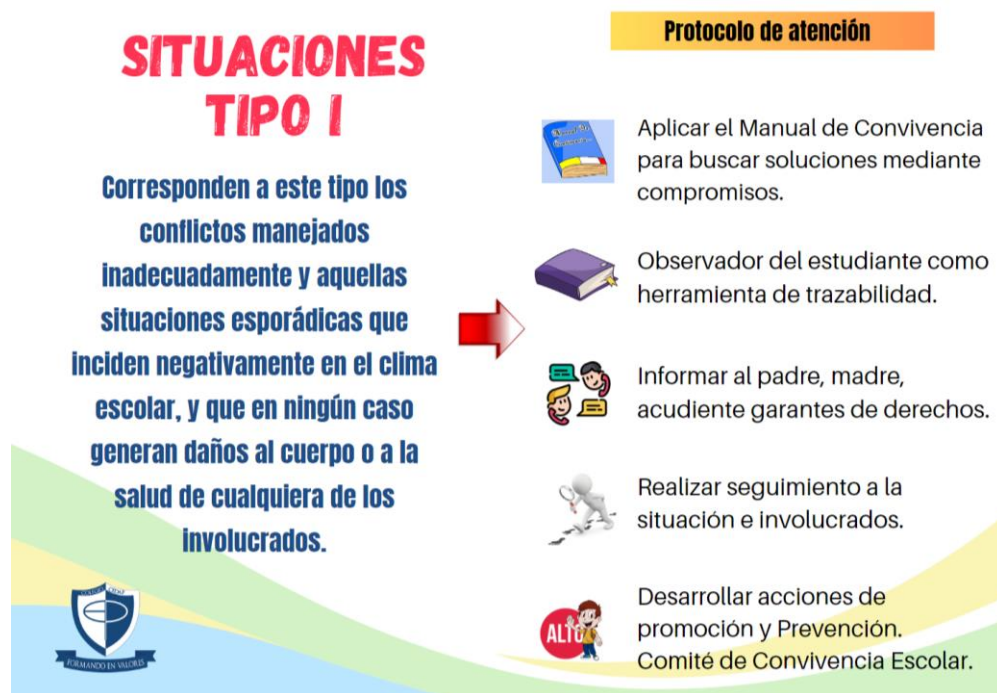 SITUACIONES
TIPO I
Corresponden a este tipo los
conflictos manejados
inadecuadamente y aquellas
situaciones esporádicas que
inciden negativamente en el clima
escolar, y que en ningún caso
generan daños al cuerpo o a la
salud de cualquiera de los
involucrados.
FORMANDO EN VALORES
Protocolo de atención
Aplicar el Manual de Convivencia
para buscar soluciones mediante
compromisos.
Observador del estudiante como
herramienta de trazabilidad.
Informar al padre, madre,
acudiente garantes de derechos.
Realizar seguimiento a la
situación e involucrados.
ALTO
Desarrollar acciones de
promoción y Prevención.
Comité de Convivencia Escolar.